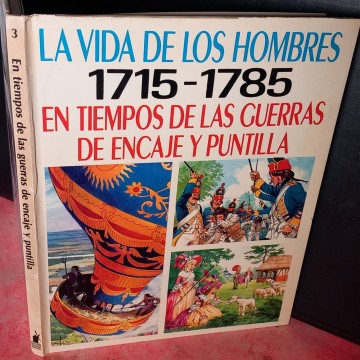 3
En tiempos de las guerras de encaje y puntilla
LA VIDA DE LOS HOMBRES
1715-1785
EN TIEMPOS DE LAS GUERRAS
DE ENCAJE Y PUNTILLA